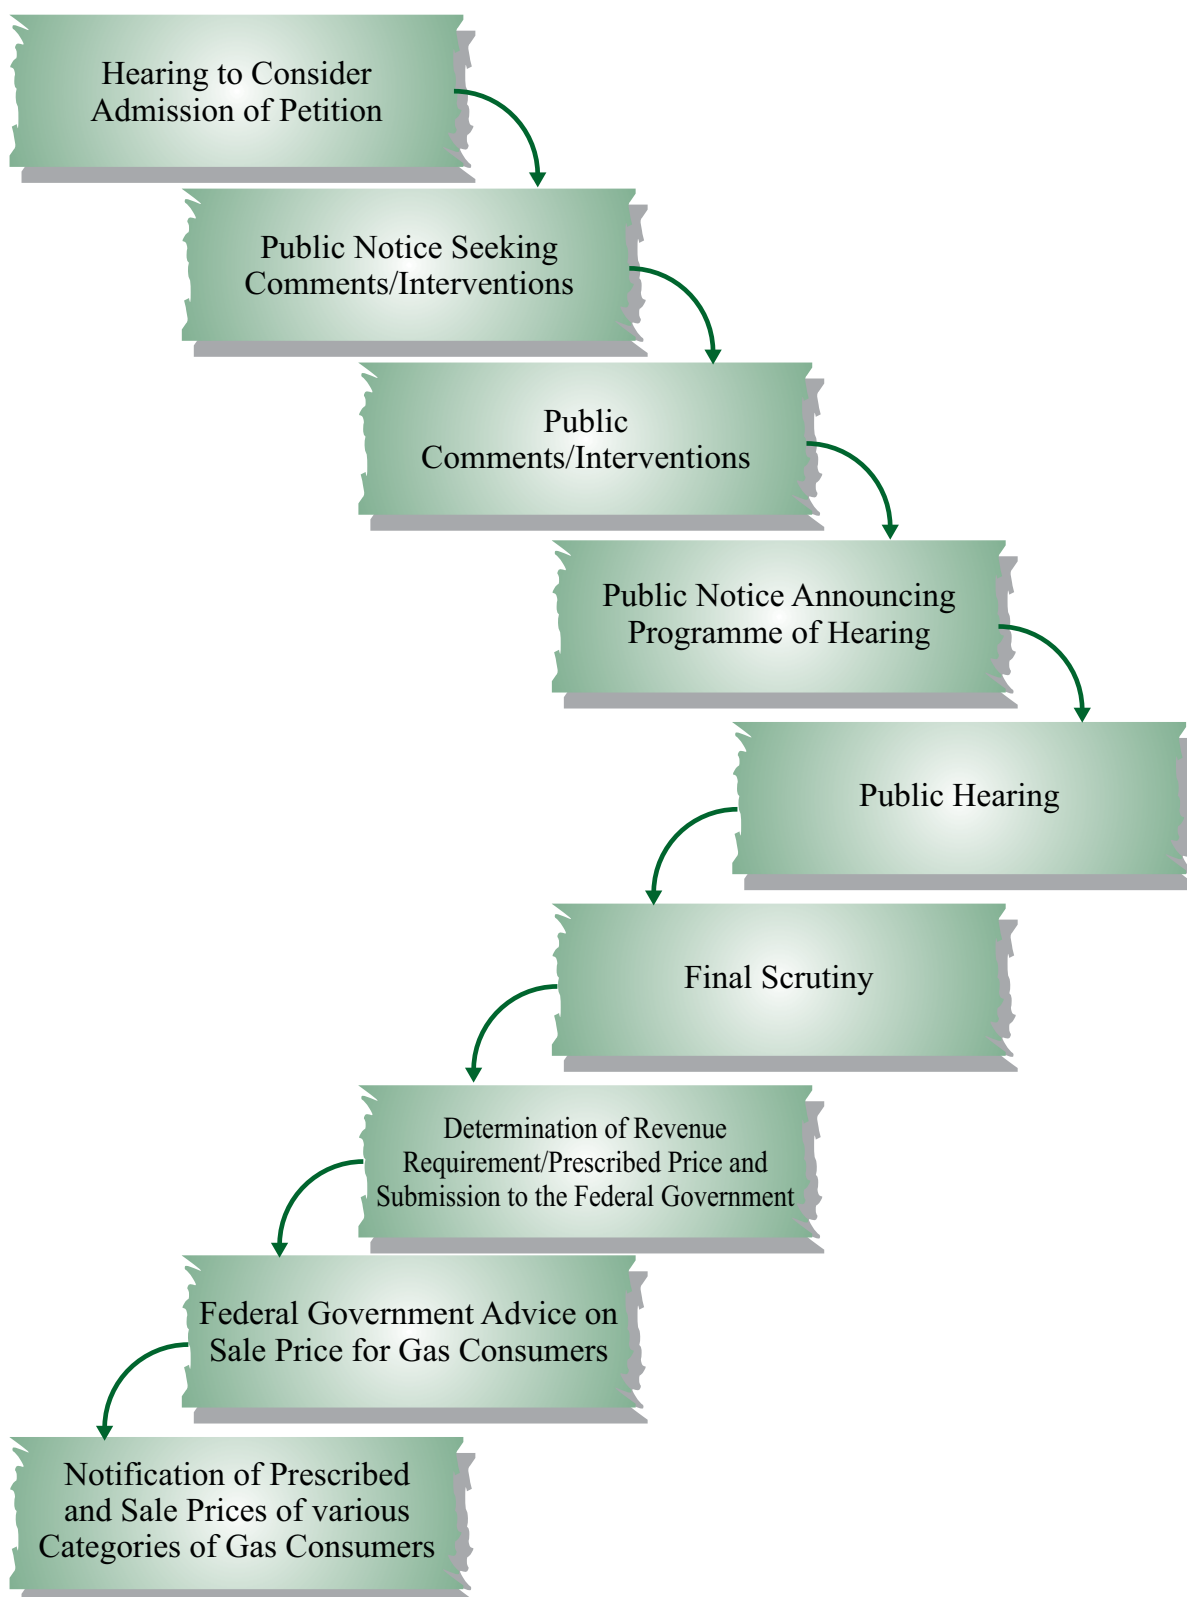 Hearing to Consider
Admission of Petition
Public Notice Seeking
Comments/Interventions
Public
Comments/Interventions
Public Notice Announcing
Programme of Hearing
Public Hearing
Final Scrutiny
Determination of Revenue
Requirement/Prescribed Price and
Submission to the Federal Government
Federal Government Advice on
Sale Price for Gas Consumers
Notification of Prescribed
and Sale Prices of various
Categories of Gas Consumers